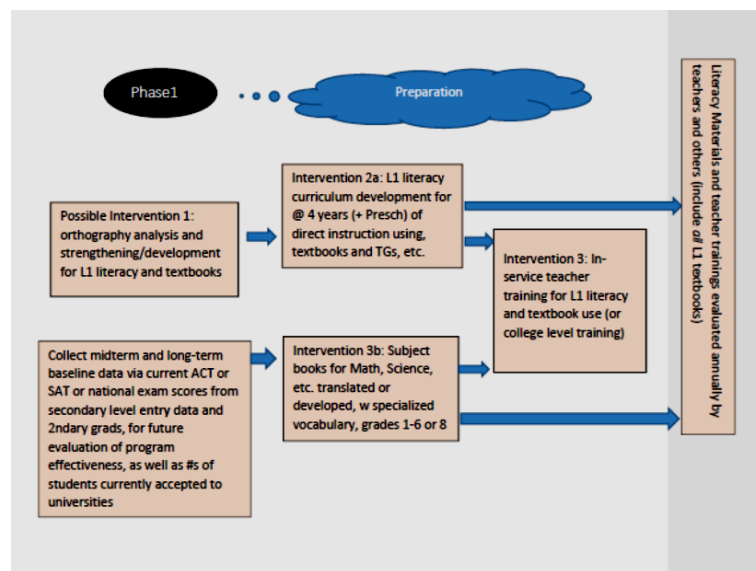 Phase1
Preparation
Possible Intervention 1:
orthography analysis and
strengthening/development
for L1 literacy and textbooks
Intervention 2a: L1 literacy
curriculum development for
@ 4 years (+ Presch) of
direct instruction using,
textbooks and TGs, etc.
Intervention 3: In-
service teacher
training for L1 literacy
and textbook use (or
college level training)
Collect midterm and long-term
baseline data via current ACT or
SAT or national exam scores from
secondary level entry data and
2ndary grads, for future
evaluation of program
effectiveness, as well as #s of
students currently accepted to
universities
Intervention 3b: Subject
books for Math, Science,
etc. translated or
developed, w specialized
vocabulary, grades 1-6 or 8
Literacy Materials and teacher trainings evaluated annually by
teachers and others (include all L1 textbooks)